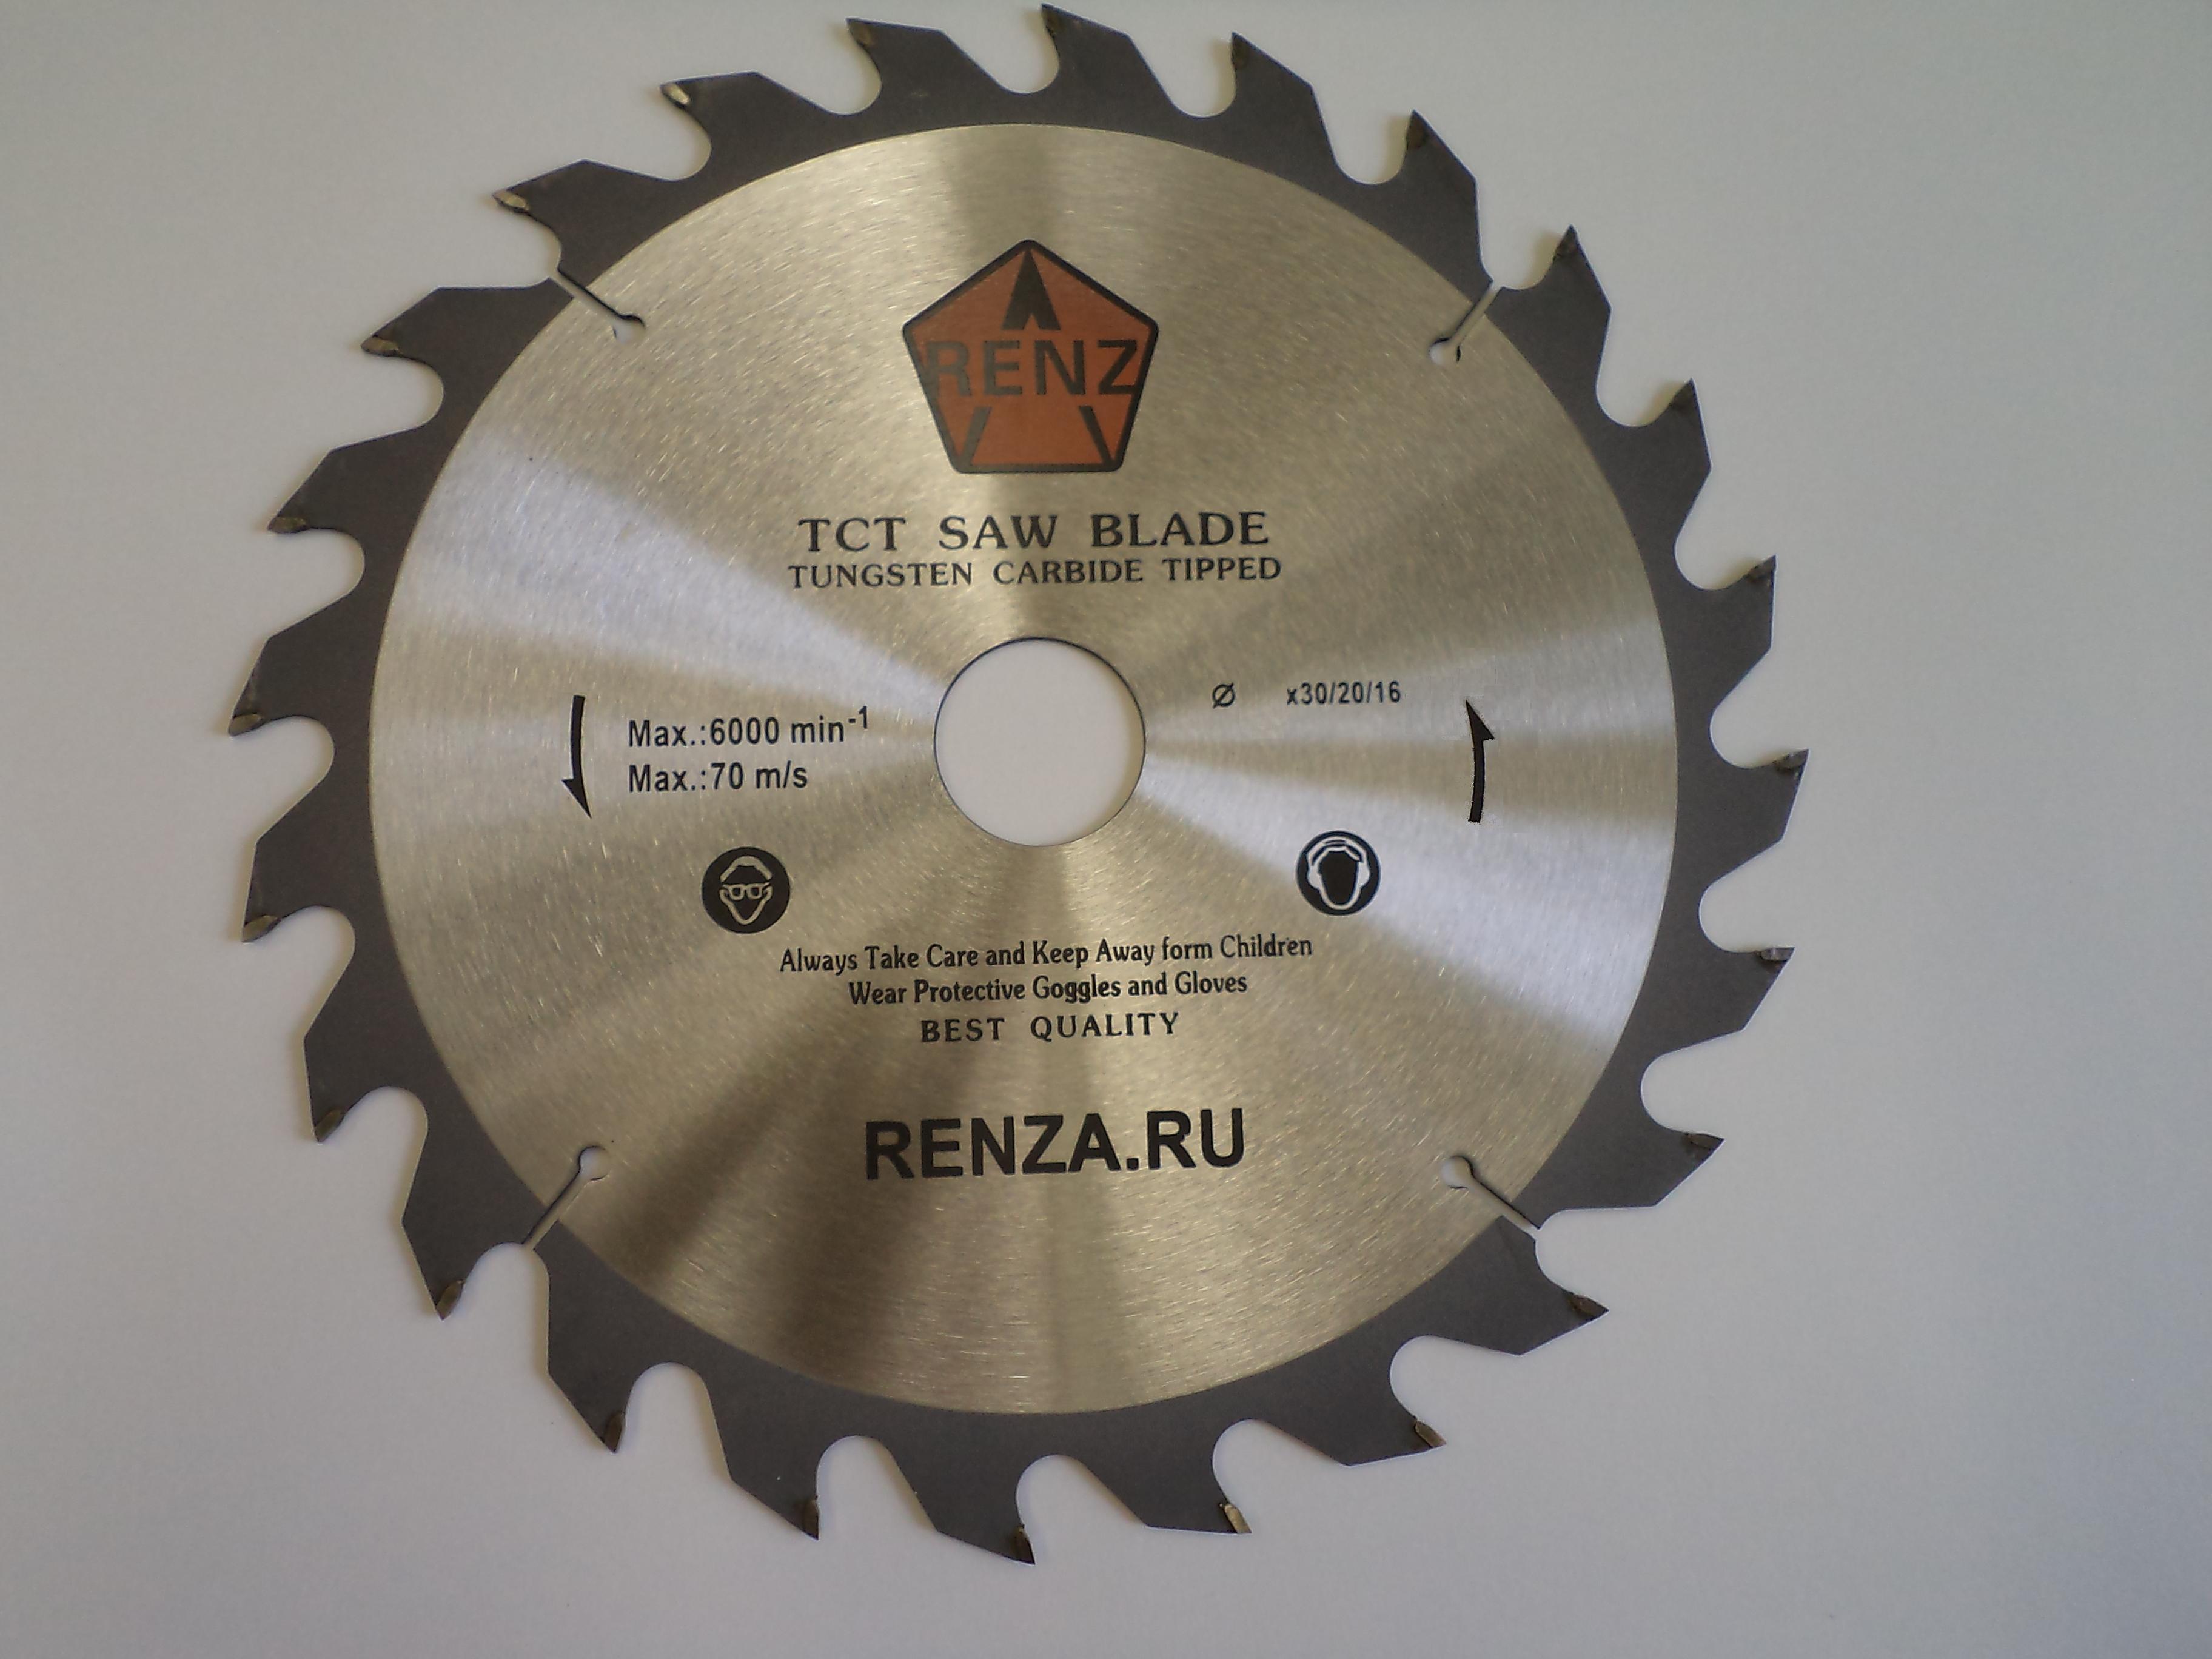 RENZ
TCT SAW BLADE
TUNGSTEN CARBIDE TIPPED
Max.:6000 min⁻¹
Max.:70 m/s
Ø x30/20/16
Always Take Care and Keep Away form Children
Wear Protective Goggles and Gloves
BEST QUALITY
RENZA.RU